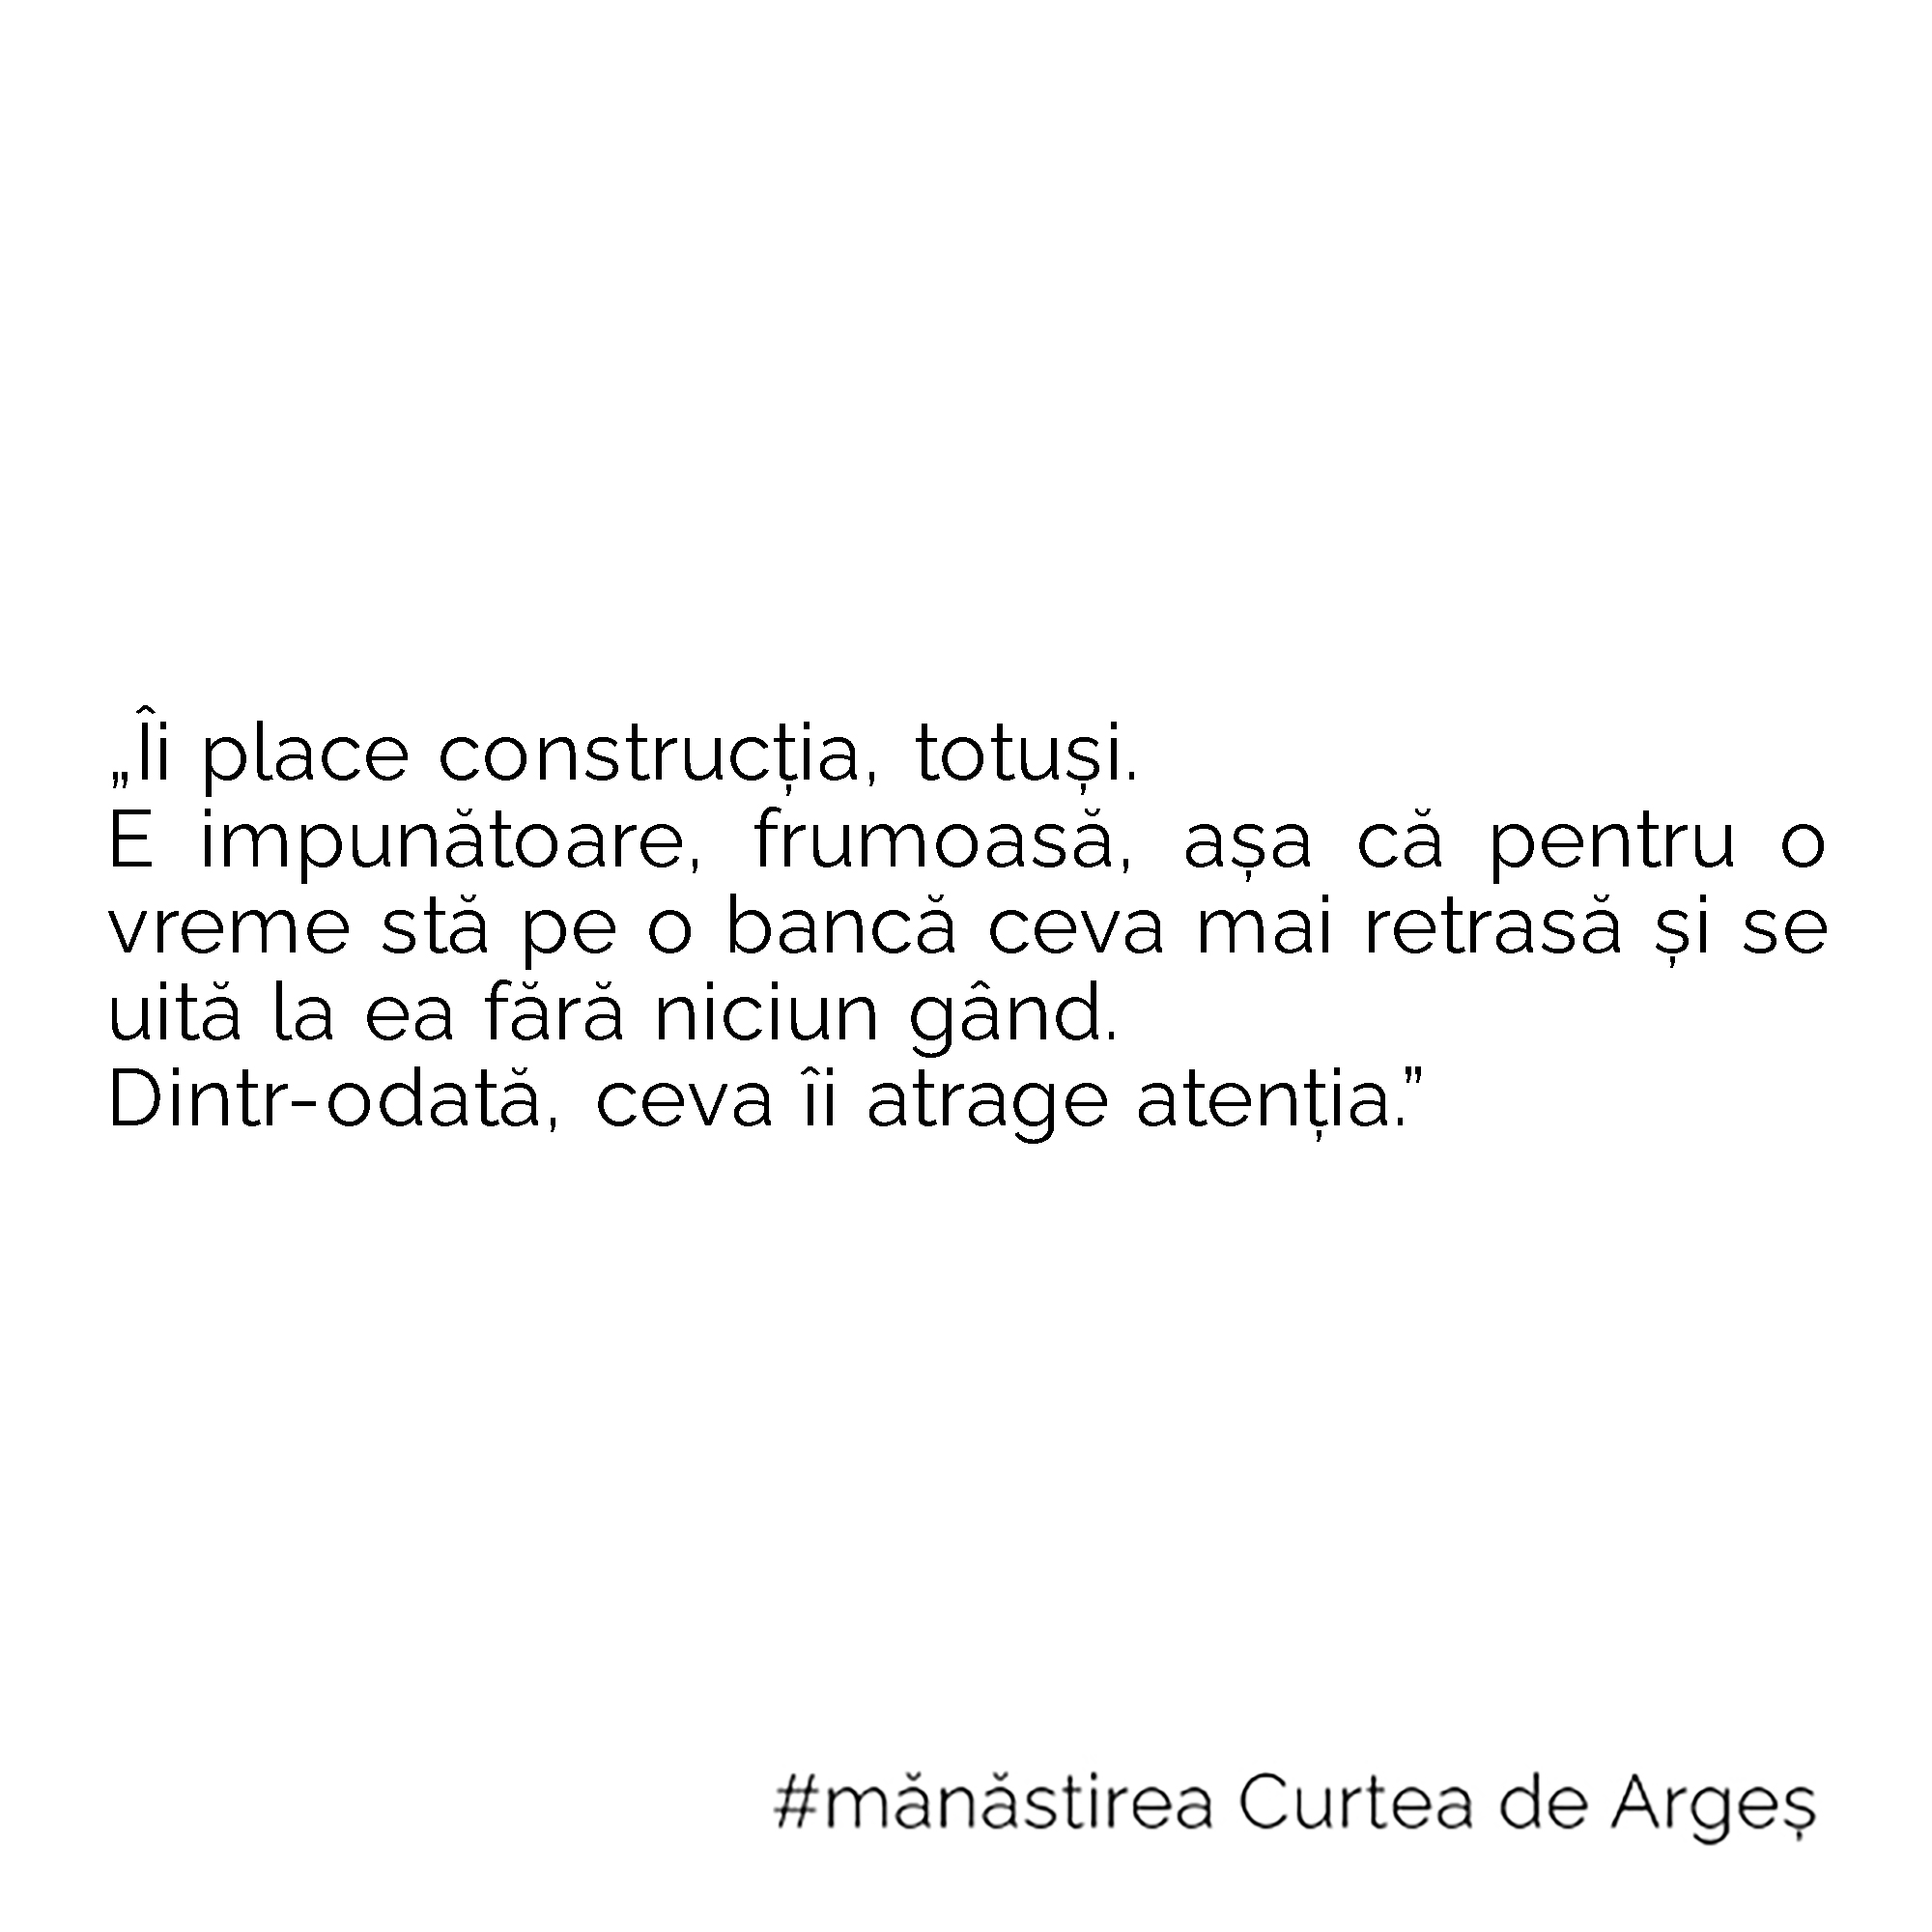 „Îi place construcția, totuși.
E impunătoare, frumoasă, așa că pentru o
vreme stă pe o bancă ceva mai retrasă și se
uită la ea fără niciun gând.
Dintr-odată, ceva îi atrage atenția.”
#mănăstirea Curtea de Argeș